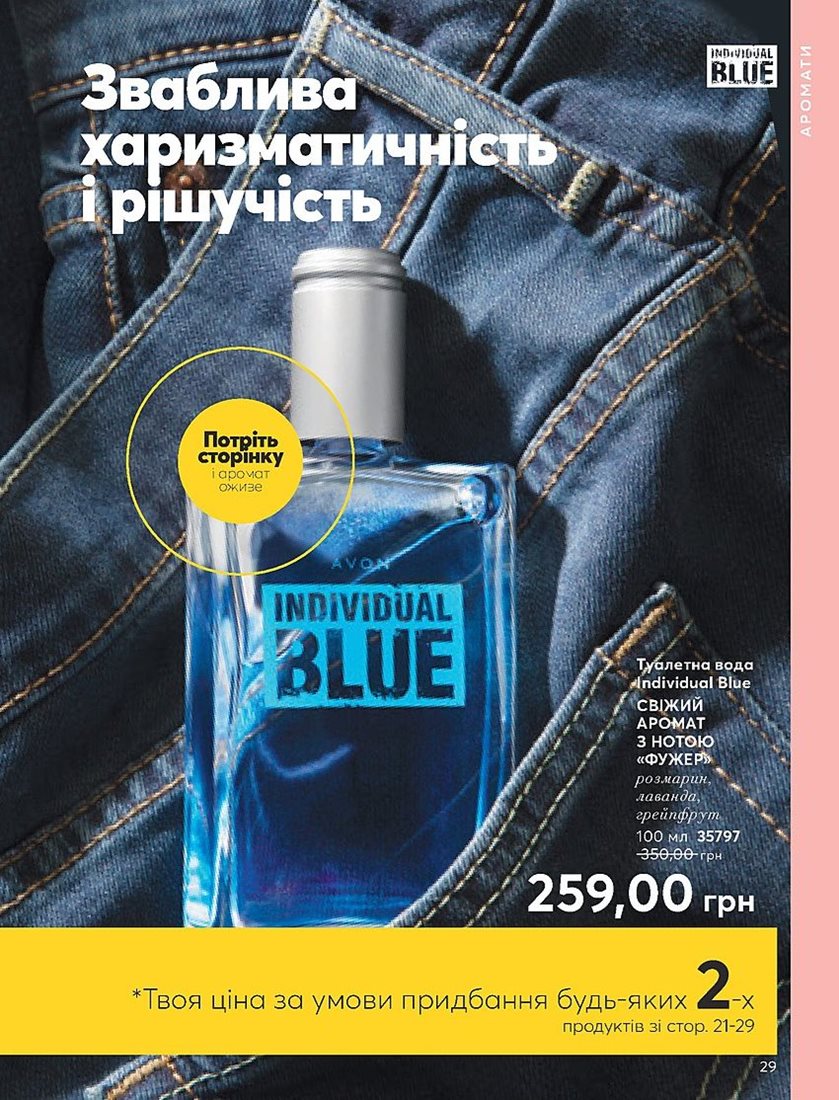 Зваблива
харизматичність
і рішучість
INDIVIDUAL
BLUE
АРОМАТИ
Потріть
сторінку
і аромат
оживе
AVON
INDIVIDUAL
BLUE
Туалетна вода
Individual Blue
СВІЖИЙ
АРОМАТ
З НОТОЮ
«ФУЖЕР»
розмарин,
лаванда,
грейпфрут
100 мл 35797
350,00 грн
259,00 грн
*Твоя ціна за умови придбання будь-яких 2-х
продуктів зі стор. 21-29
29